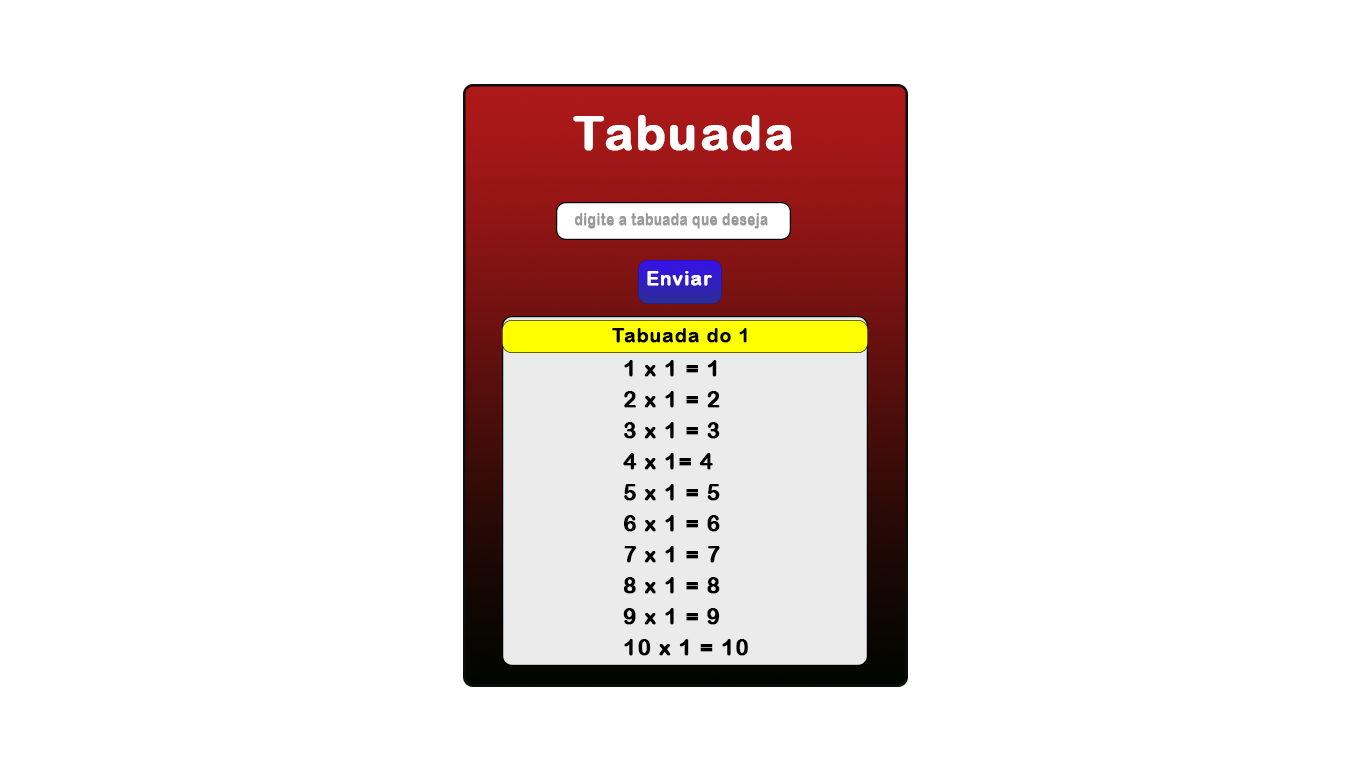 Tabuada
digite a tabuada que deseja
Enviar
Tabuada do 1
1 x 1 = 1
2 x 1 = 2
3 x 1 = 3
4 x 1= 4
5 x 1 = 5
6 x 1 = 6
7 x 1 = 7
8 x 1 = 8
9 x 1 = 9
10 x 1 = 10